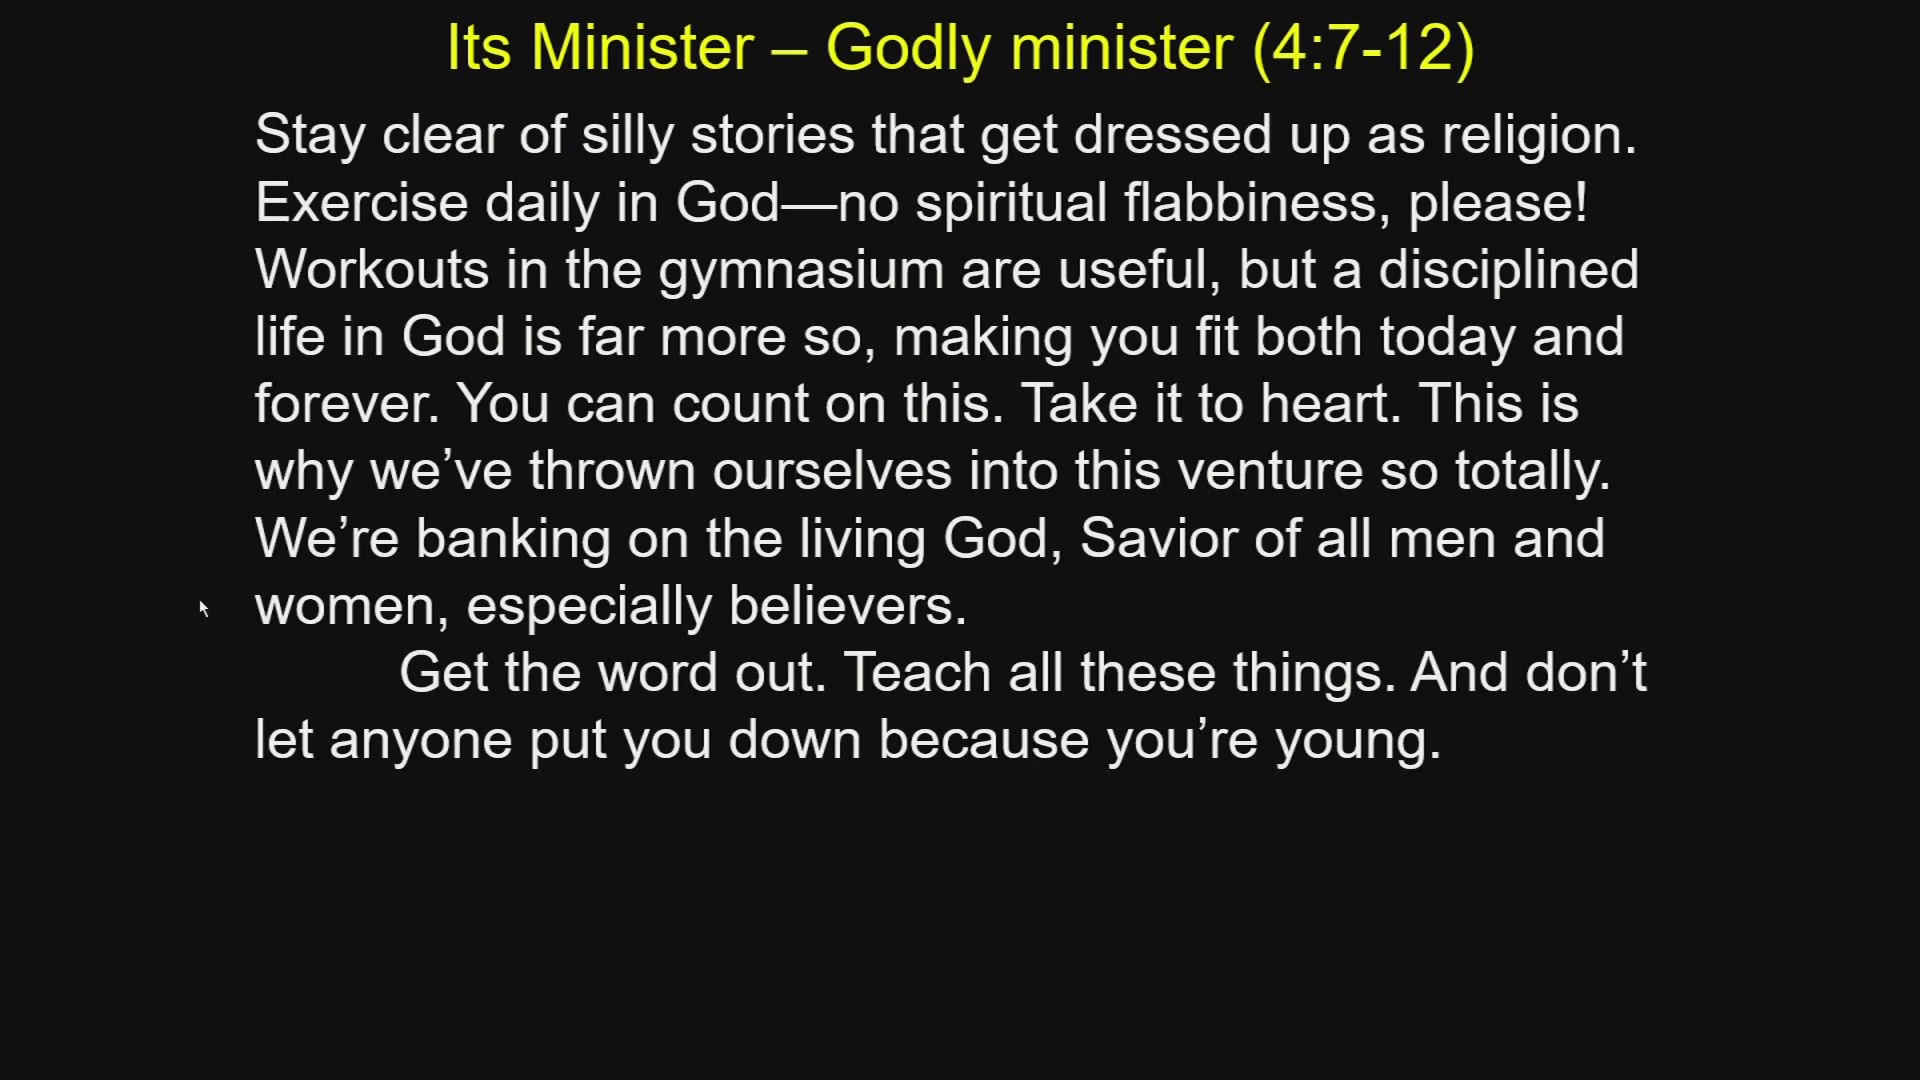 Its Minister – Godly minister (4:7-12)
Stay clear of silly stories that get dressed up as religion.
Exercise daily in God—no spiritual flabbiness, please!
Workouts in the gymnasium are useful, but a disciplined
life in God is far more so, making you fit both today and
forever. You can count on this. Take it to heart. This is
why we’ve thrown ourselves into this venture so totally.
We’re banking on the living God, Savior of all men and
women, especially believers.
Get the word out. Teach all these things. And don’t
let anyone put you down because you’re young.